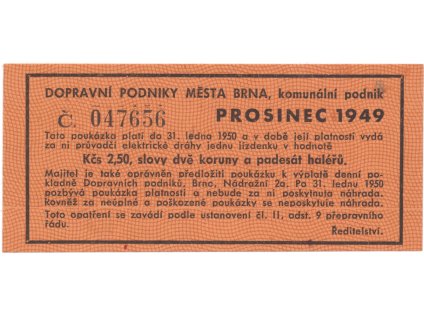 DOPRAVNÍ PODNIKY MĚSTA BRNA, komunální podnik
Č. 047656 PROSINEC 1949
Tato poukázka platí do 31. ledna 1950 a v době její platnosti vydá
za ni průvodčí elektrické dráhy jednu jízdenku v hodnotě
Kčs 2,50, slovy dvě koruny a padesát haléřů.
Majitel je také oprávněn předložiti poukázku k výplatě denní po-
kladně Dopravních podniků, Brno, Nádražní 2a. Po 31. lednu 1950
pozbývá poukázka platnosti a nebude za ni poskytnuta náhrada.
Rovněž za neúplné a poškozené poukázky se neposkytuje náhrada.
Toto opatření se zavádí podle ustanovení čl. 11, odst. 9 přepravního
řádu.
Ředitelství.